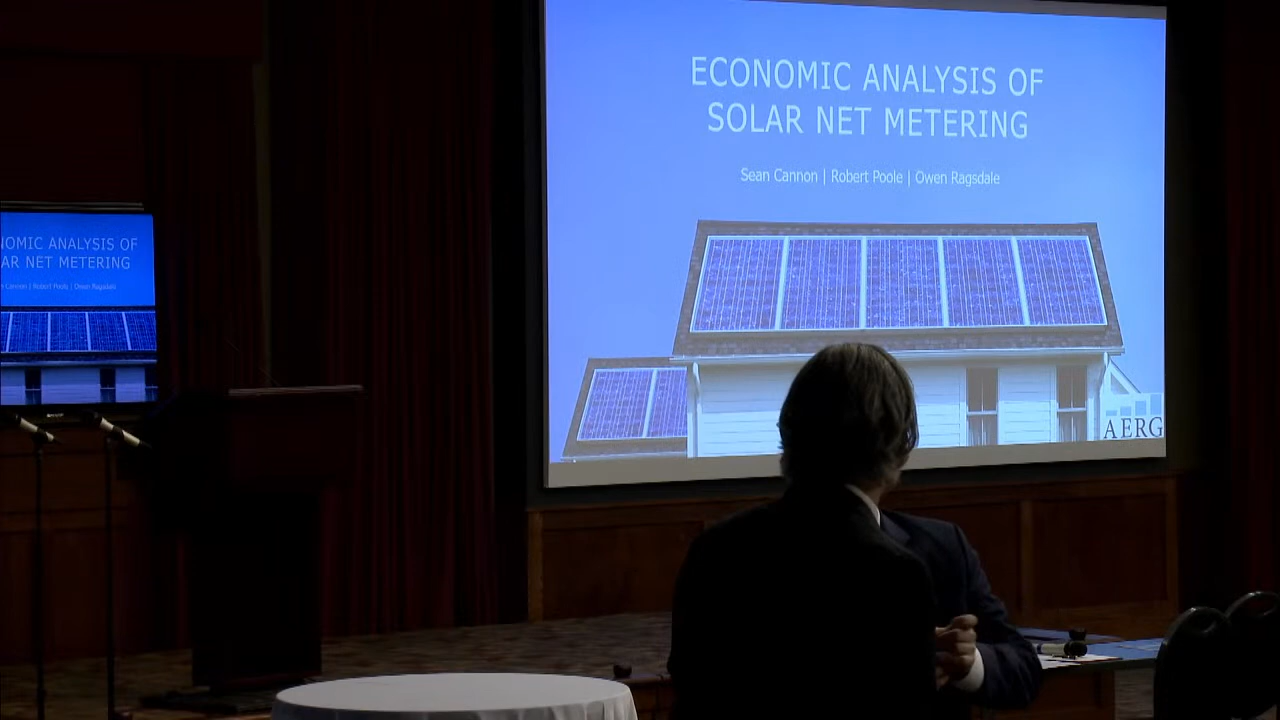 ECONOMIC ANALYSIS OF
SOLAR NET METERING
Sean Cannon | Robert Poole | Owen Ragsdale
AERG
NOMIC ANALYSIS OF
AR NET METERING
Cannon | Robert Poole | Owen Ragsdale